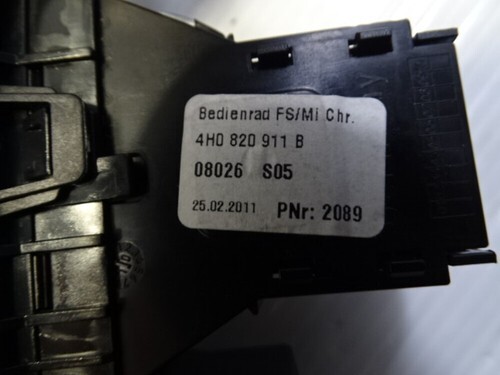 Bedienrad FS/Mi Chr.
4H0 820 911 B
08026 S05
25.02.2011 PNr: 2089